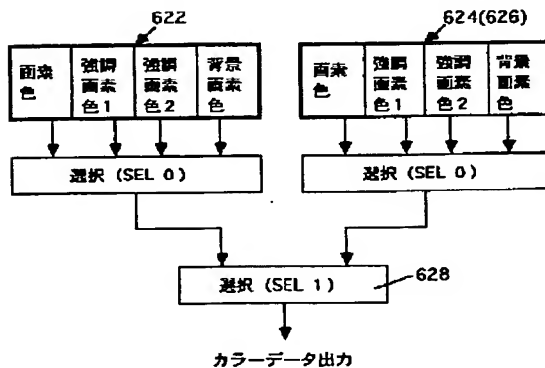 622
624(626)
画素色
強調画素色1
強調画素色2
背景画素色
画素色
強調画素色1
強調画素色2
背景画素色
選択 (SEL 0)
選択 (SEL 0)
選択 (SEL 1)
628
カラーデータ出力